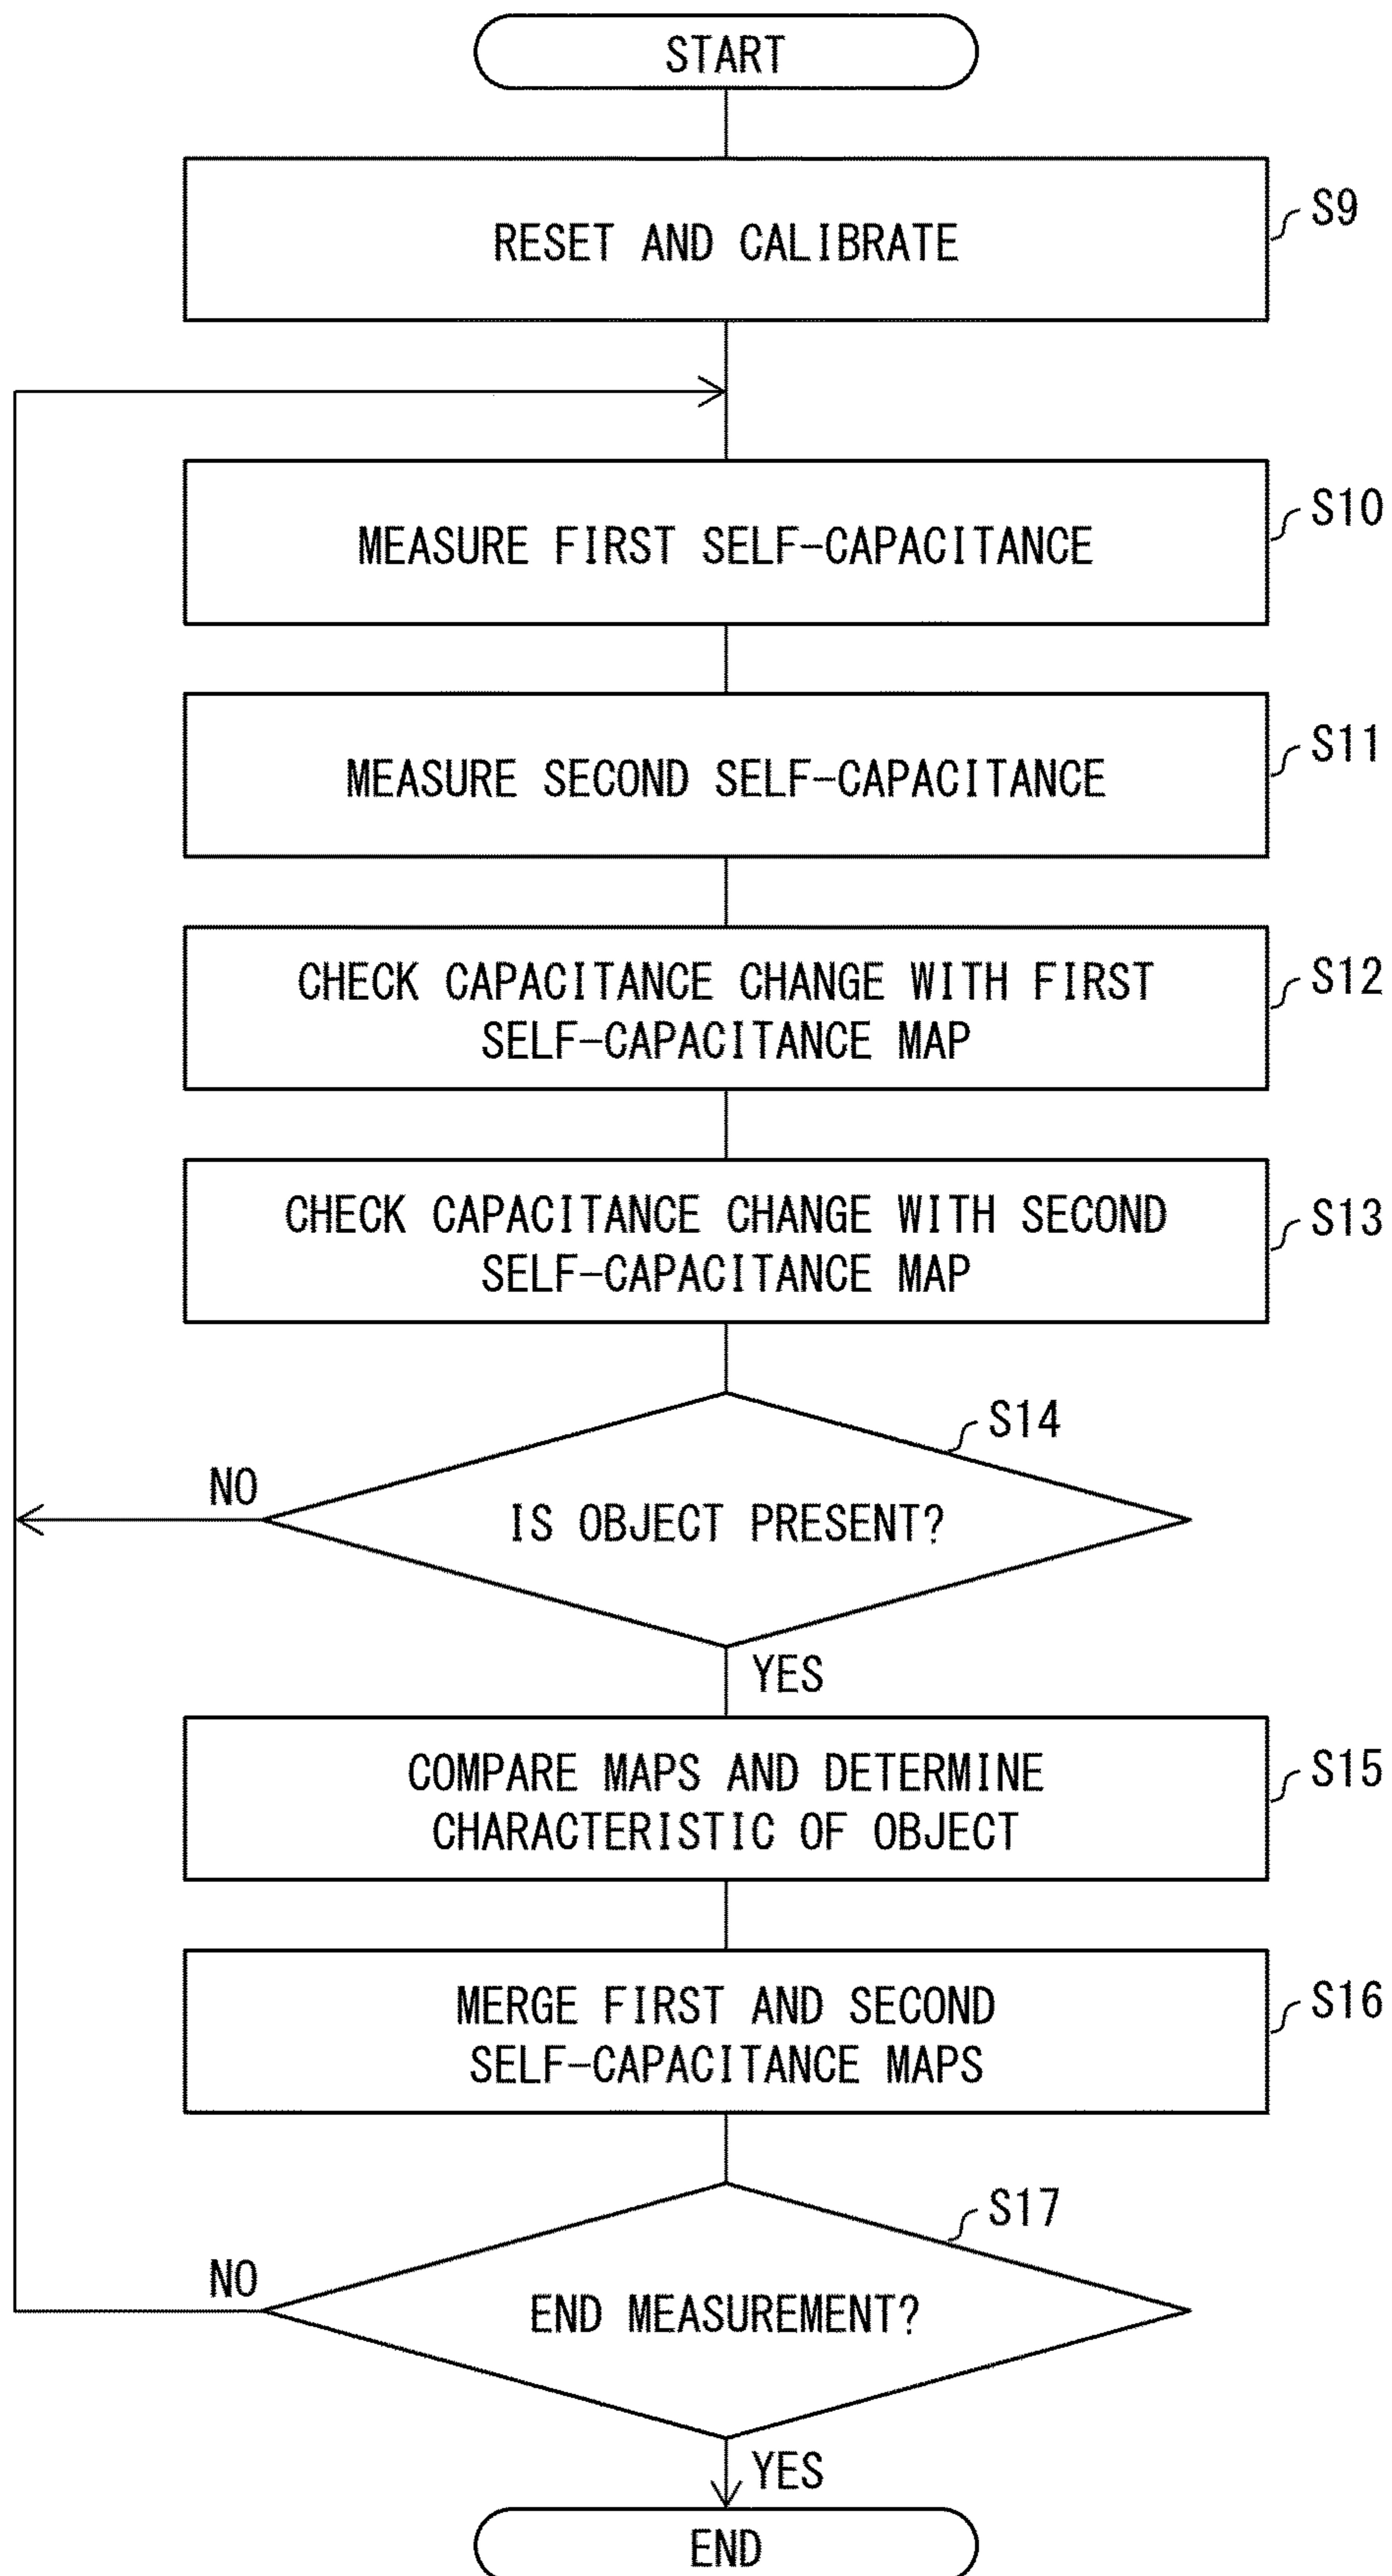 START
RESET AND CALIBRATE
S9
MEASURE FIRST SELF-CAPACITANCE
S10
MEASURE SECOND SELF-CAPACITANCE
S11
CHECK CAPACITANCE CHANGE WITH FIRST
SELF-CAPACITANCE MAP
S12
CHECK CAPACITANCE CHANGE WITH SECOND
SELF-CAPACITANCE MAP
S13
S14
NO
IS OBJECT PRESENT?
YES
COMPARE MAPS AND DETERMINE
CHARACTERISTIC OF OBJECT
S15
MERGE FIRST AND SECOND
SELF-CAPACITANCE MAPS
S16
S17
NO
END MEASUREMENT?
YES
END